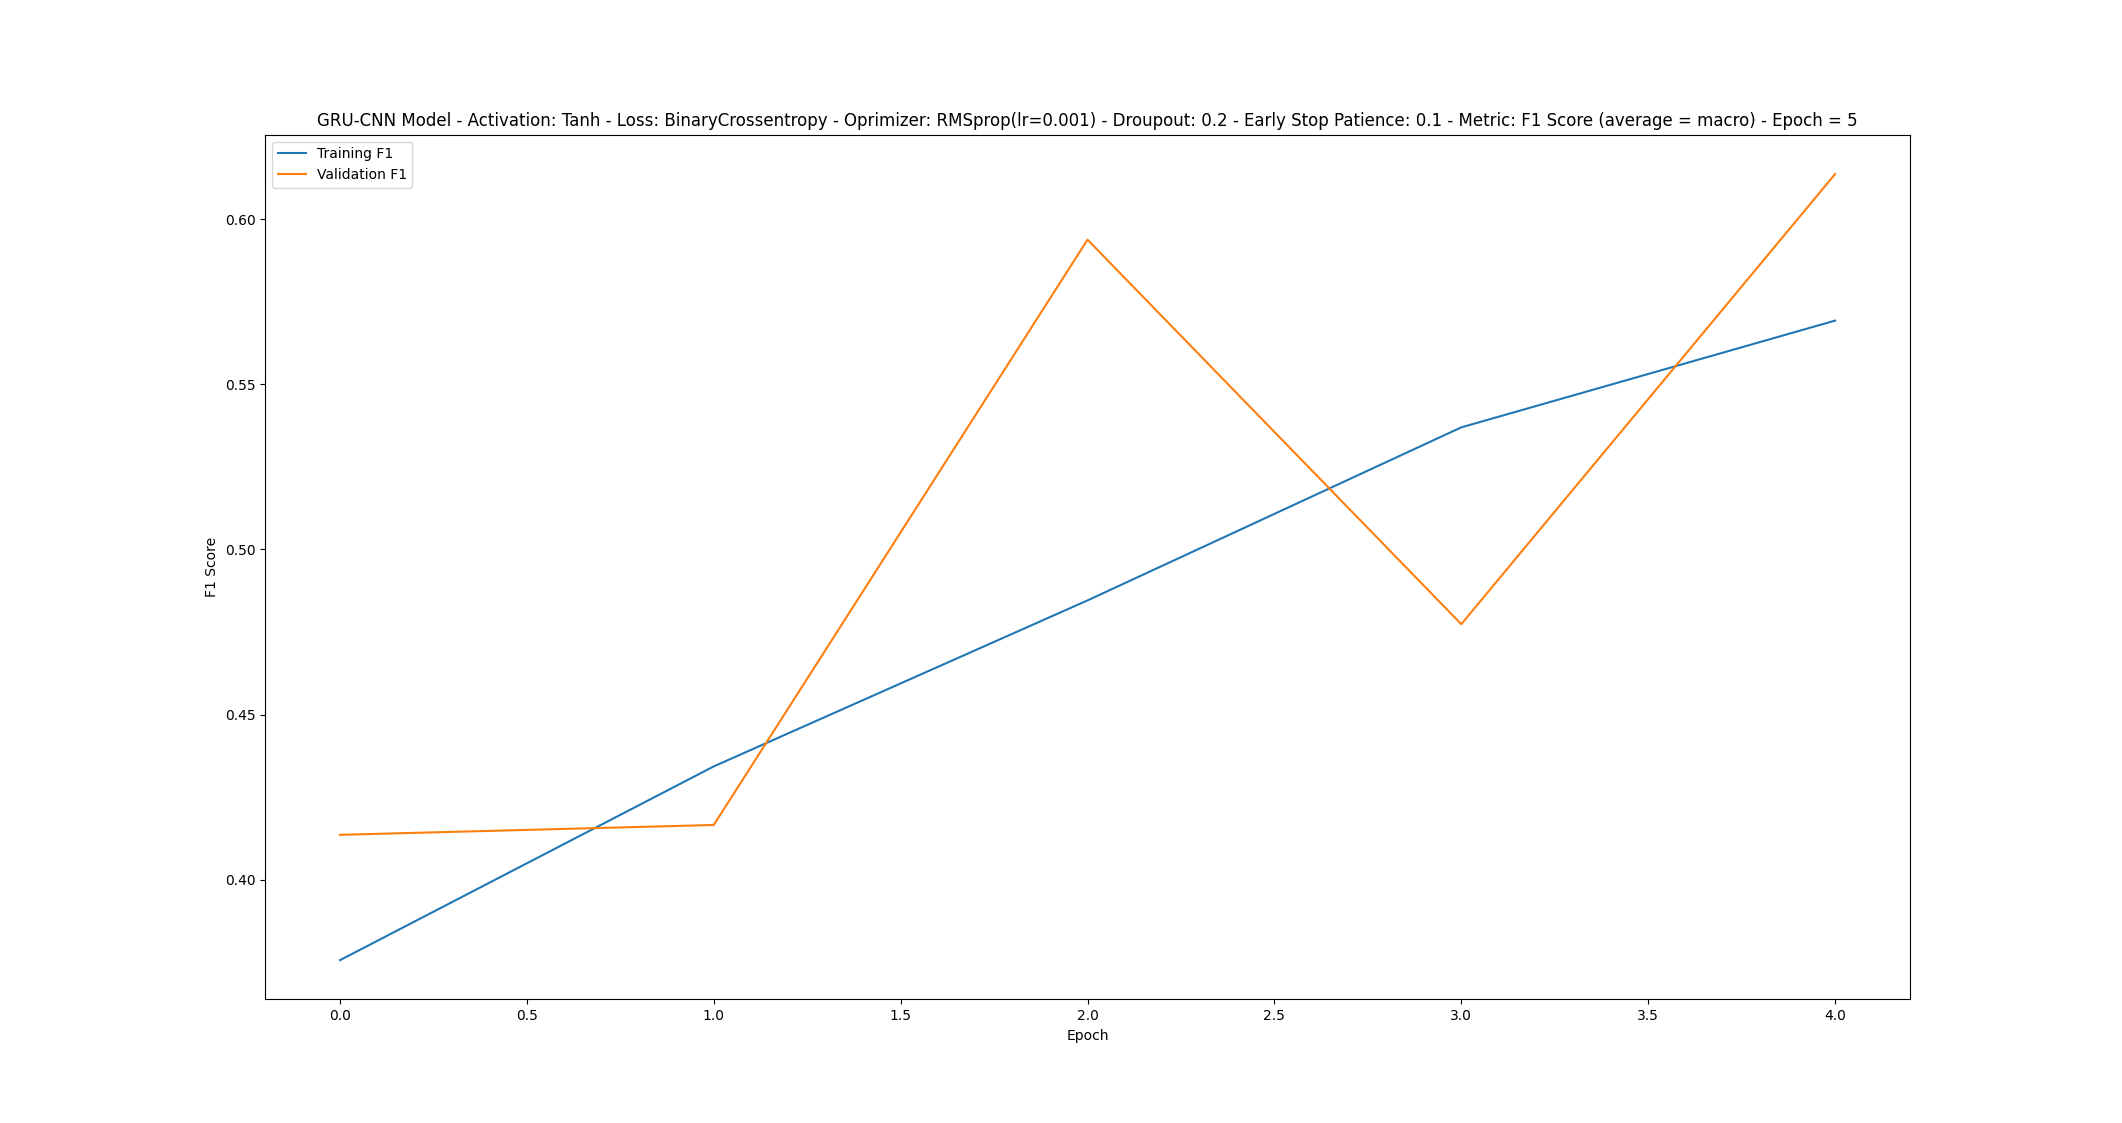 GRU-CNN Model - Activation: Tanh - Loss: BinaryCrossentropy - Oprimizer: RMSprop(lr=0.001) - Droupout: 0.2 - Early Stop Patience: 0.1 - Metric: F1 Score (average = macro) - Epoch = 5
Training F1
Validation F1
0.60
0.55
0.50
0.45
0.40
F1 Score
0.0 0.5 1.0 1.5 2.0 2.5 3.0 3.5 4.0
Epoch